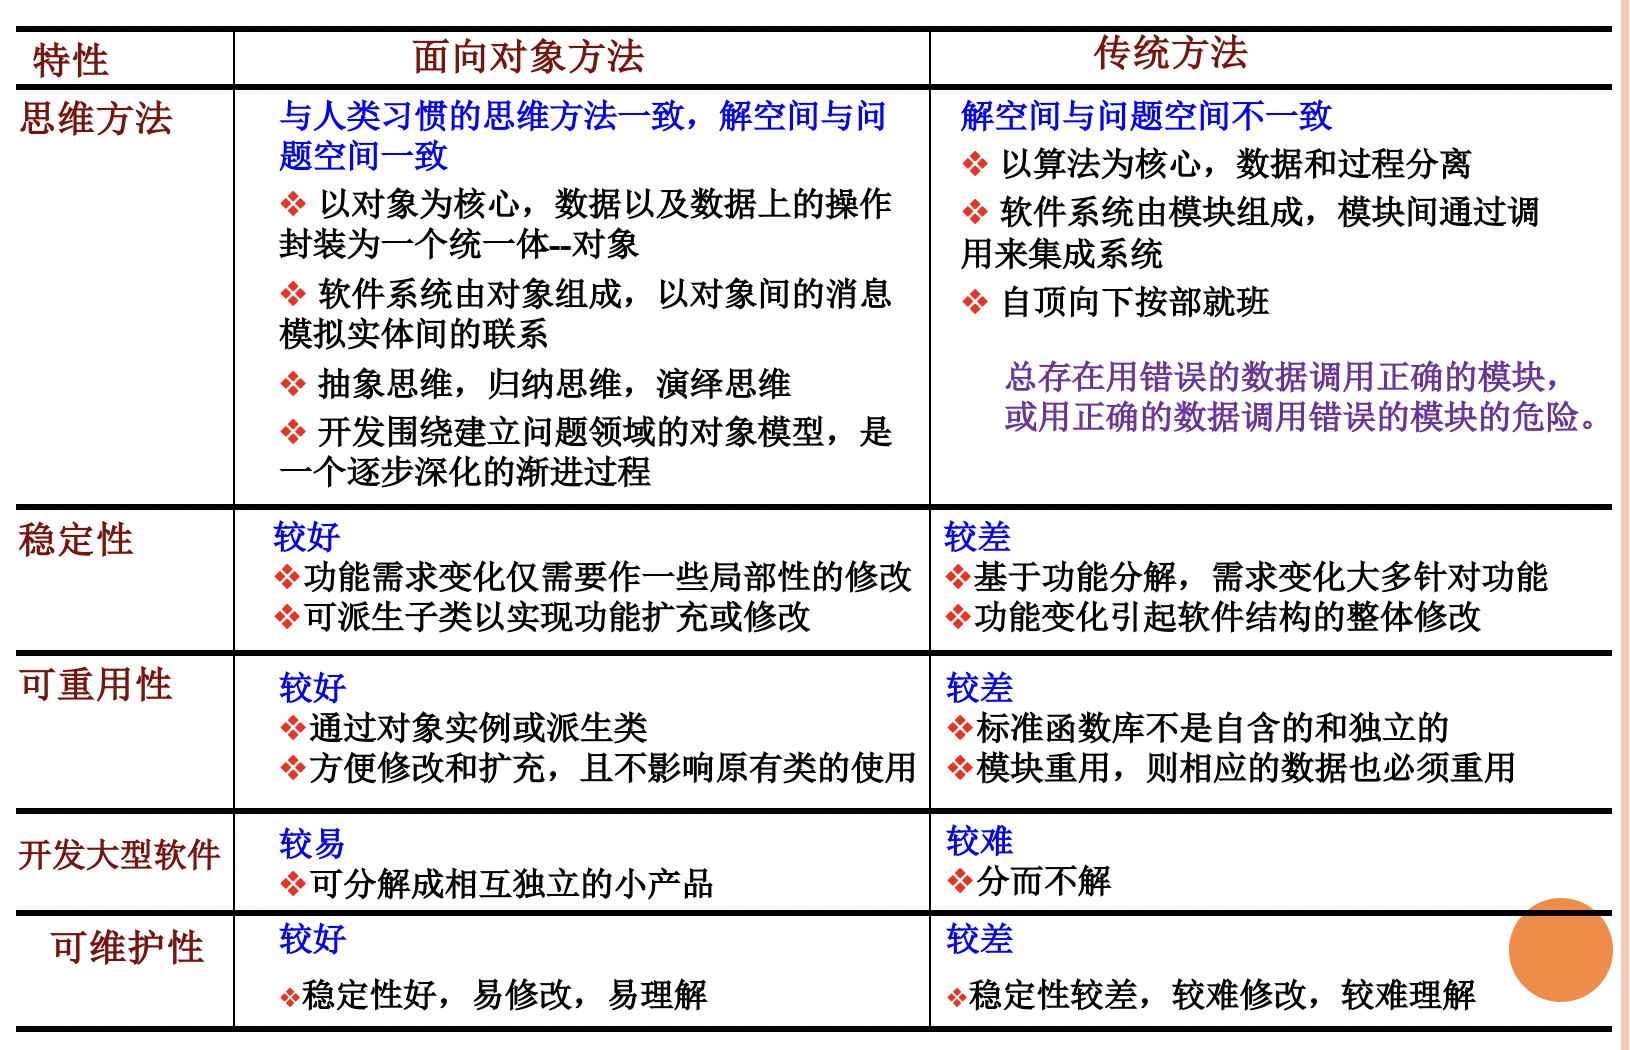 特性
面向对象方法
传统方法
思维方法
与人类习惯的思维方法一致，解空间与问
题空间一致
❖ 以对象为核心，数据以及数据上的操作
封装为一个统一体--对象
❖ 软件系统由对象组成，以对象间的消息
模拟实体间的联系
❖ 抽象思维，归纳思维，演绎思维
❖ 开发围绕建立问题领域的对象模型，是
一个逐步深化的渐进过程
解空间与问题空间不一致
❖ 以算法为核心，数据和过程分离
❖ 软件系统由模块组成，模块间通过调
用来集成系统
❖ 自顶向下按部就班
总存在用错误的数据调用正确的模块，
或用正确的数据调用错误的模块的危险。
稳定性
较好
❖功能需求变化仅需要作一些局部性的修改
❖可派生子类以实现功能扩充或修改
较差
❖基于功能分解，需求变化大多针对功能
❖功能变化引起软件结构的整体修改
可重用性
较好
❖通过对象实例或派生类
❖方便修改和扩充，且不影响原有类的使用
较差
❖标准函数库不是自含的和独立的
❖模块重用，则相应的数据也必须重用
开发大型软件
较易
❖可分解成相互独立的小产品
较难
❖分而不解
可维护性
较好
❖稳定性好，易修改，易理解
较差
❖稳定性较差，较难修改，较难理解